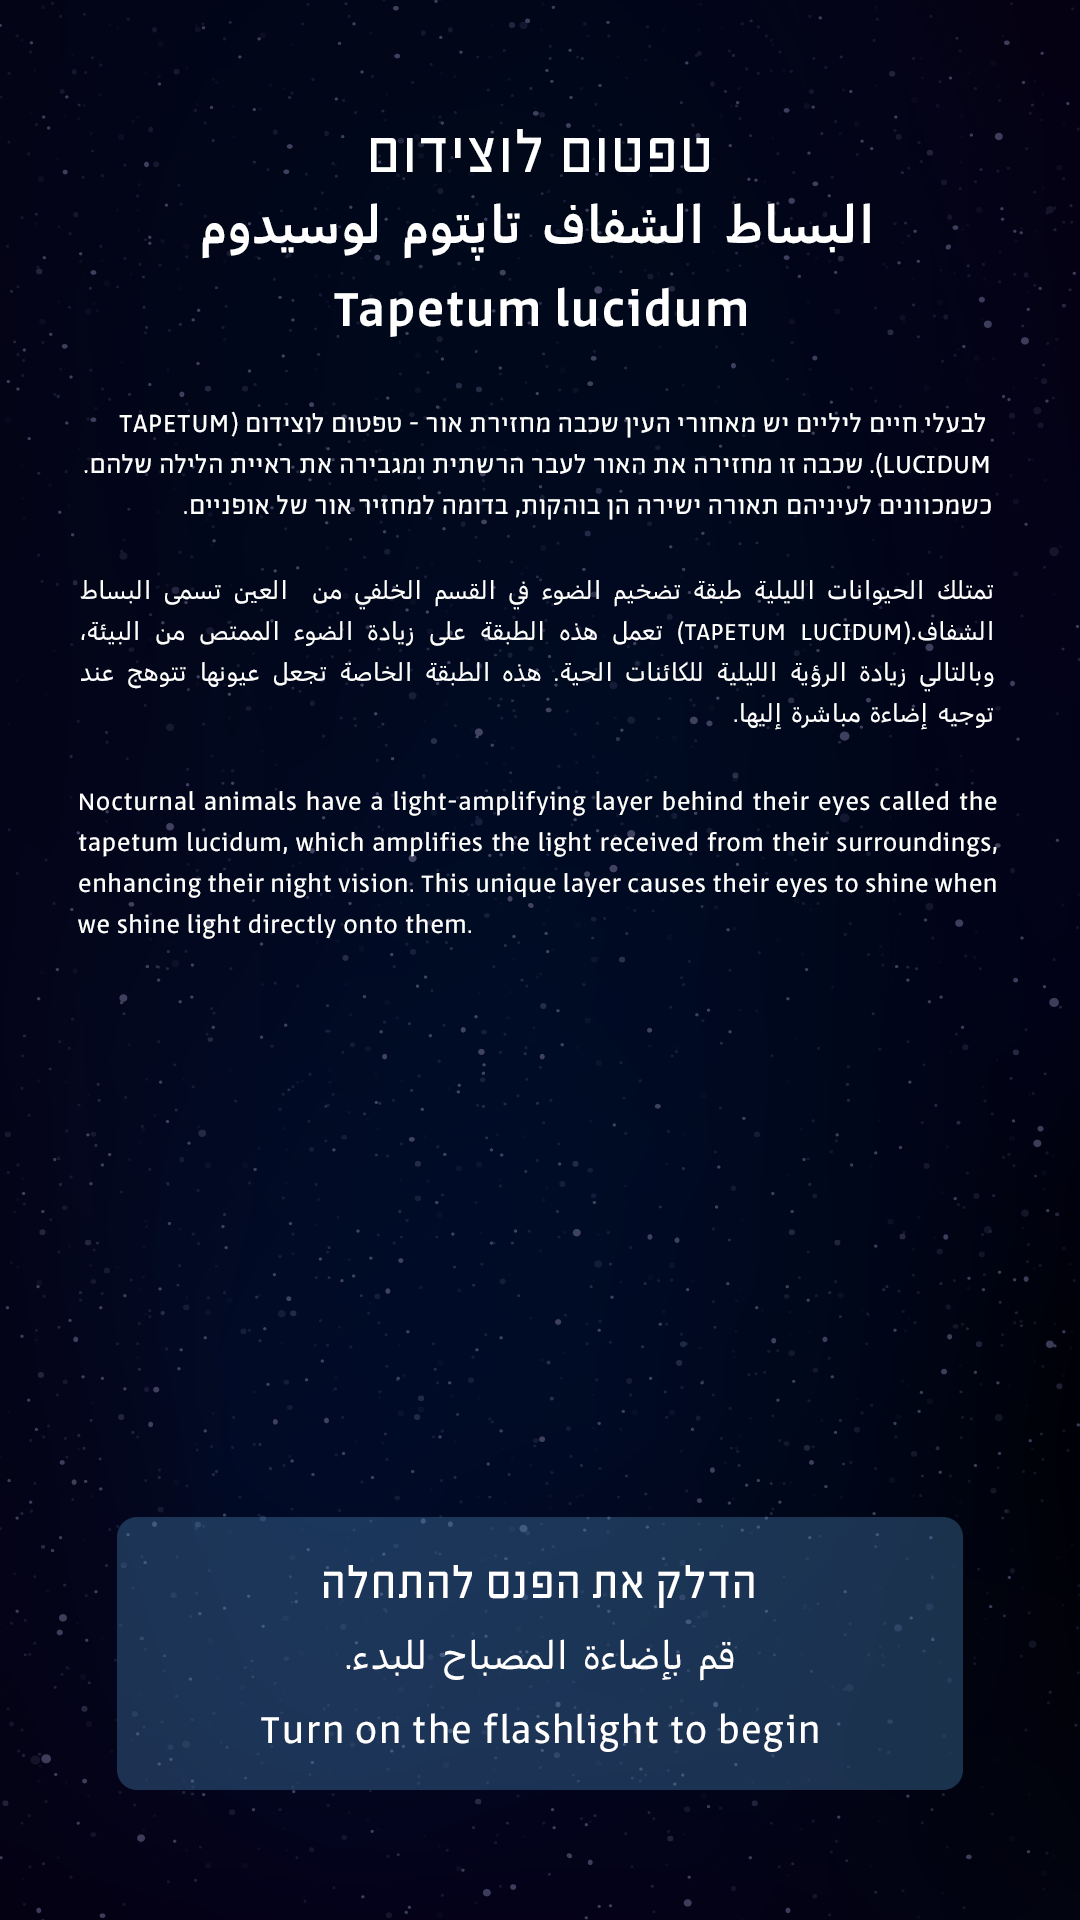 טפטום לוצידום
البساط الشفاف تاپتوم لوسيدوم
Tapetum lucidum
לבעלי חיים ליליים יש מאחורי העין שכבה מחזירת אור - טפטום לוצידום (TAPETUM
LUCIDUM). שכבה זו מחזירה את האור לעבר הרשתית ומגבירה את ראיית הלילה שלהם.
כשמכוונים לעיניהם תאורה ישירה הן בוהקות, בדומה למחזיר אור של אופניים.
تمتلك الحيوانات الليلية طبقة تضخيم الضوء في القسم الخلفي من العين تسمى البساط
الشفاف.(TAPETUM LUCIDUM) تعمل هذه الطبقة على زيادة الضوء الممتص من البيئة،
وبالتالي زيادة الرؤية الليلية للكائنات الحية. هذه الطبقة الخاصة تجعل عيونها تتوهج عند
توجيه إضاءة مباشرة إليها.
Nocturnal animals have a light-amplifying layer behind their eyes called the
tapetum lucidum, which amplifies the light received from their surroundings,
enhancing their night vision. This unique layer causes their eyes to shine when
we shine light directly onto them.
הדלק את הפנס להתחלה
قم بإضاءة المصباح للبدء.
Turn on the flashlight to begin